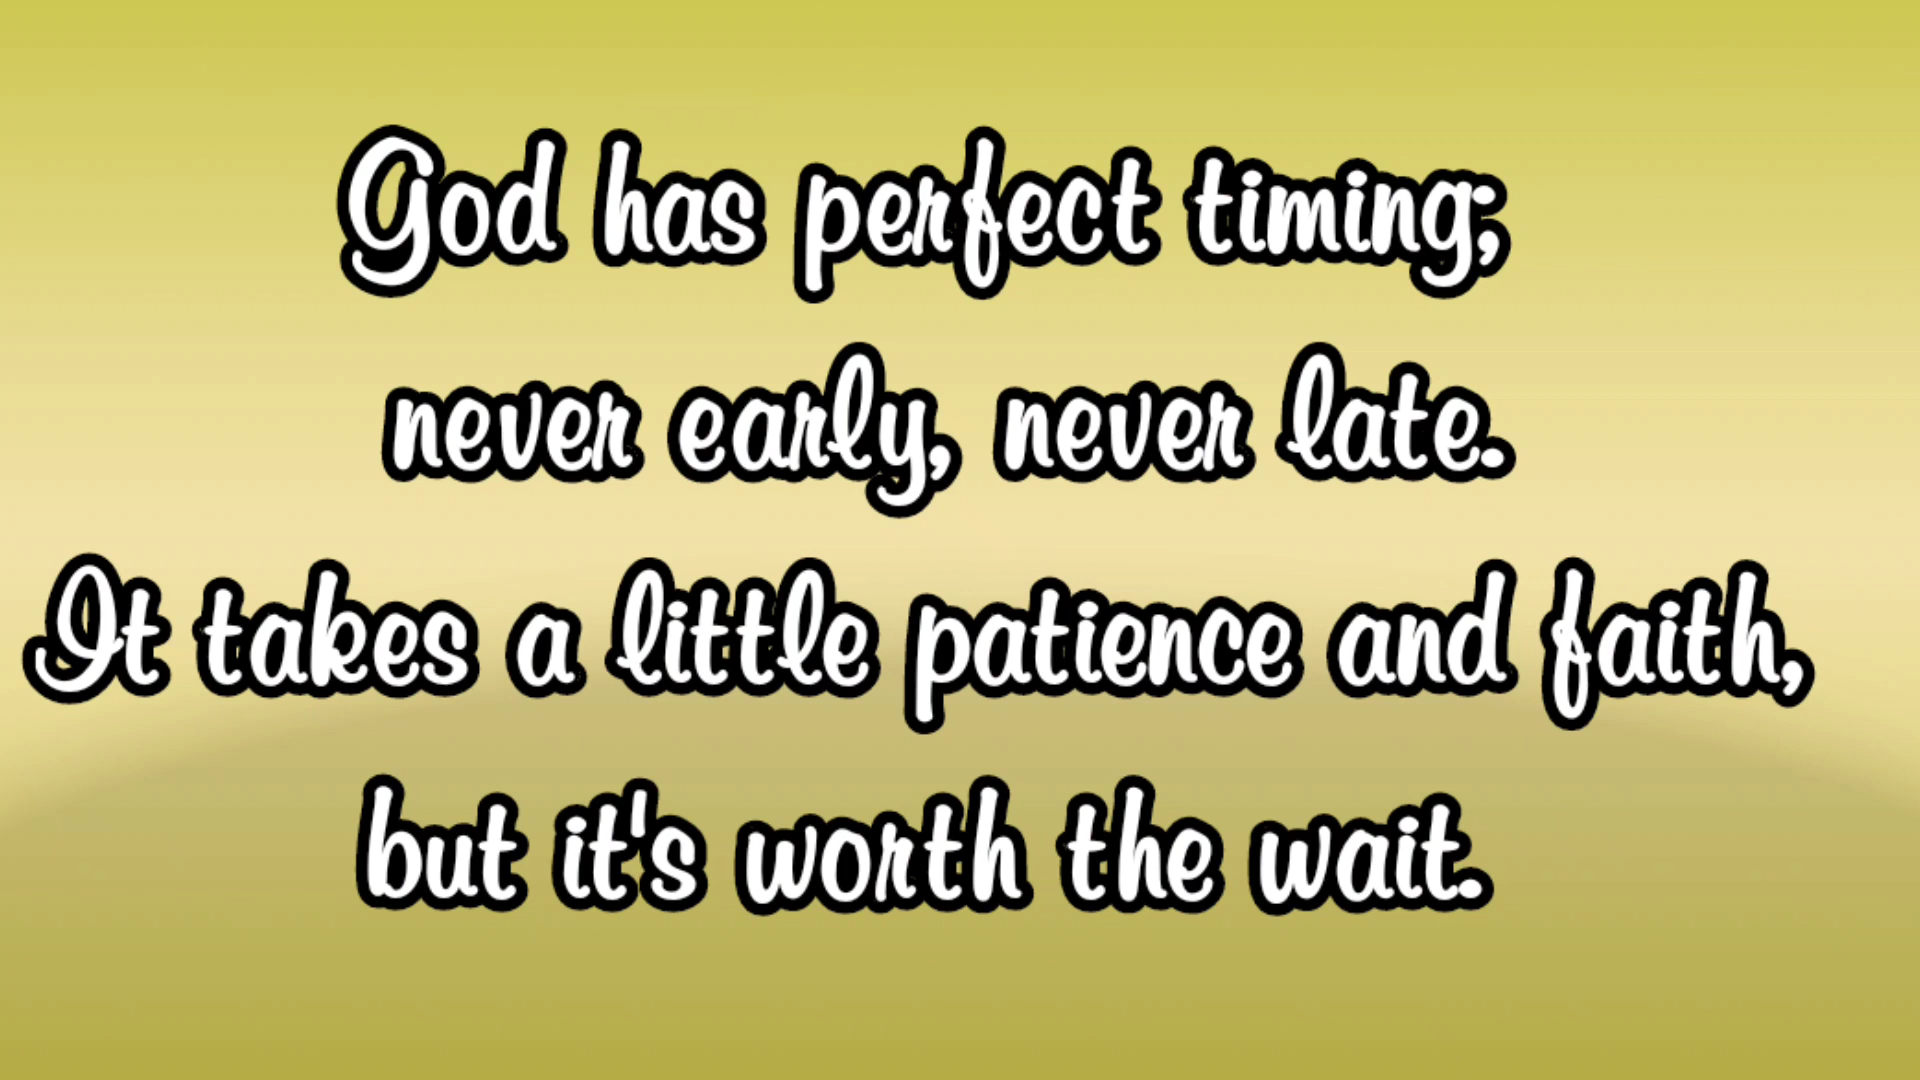 God has perfect timing;
never early, never late.
It takes a little patience and faith,
but it's worth the wait.